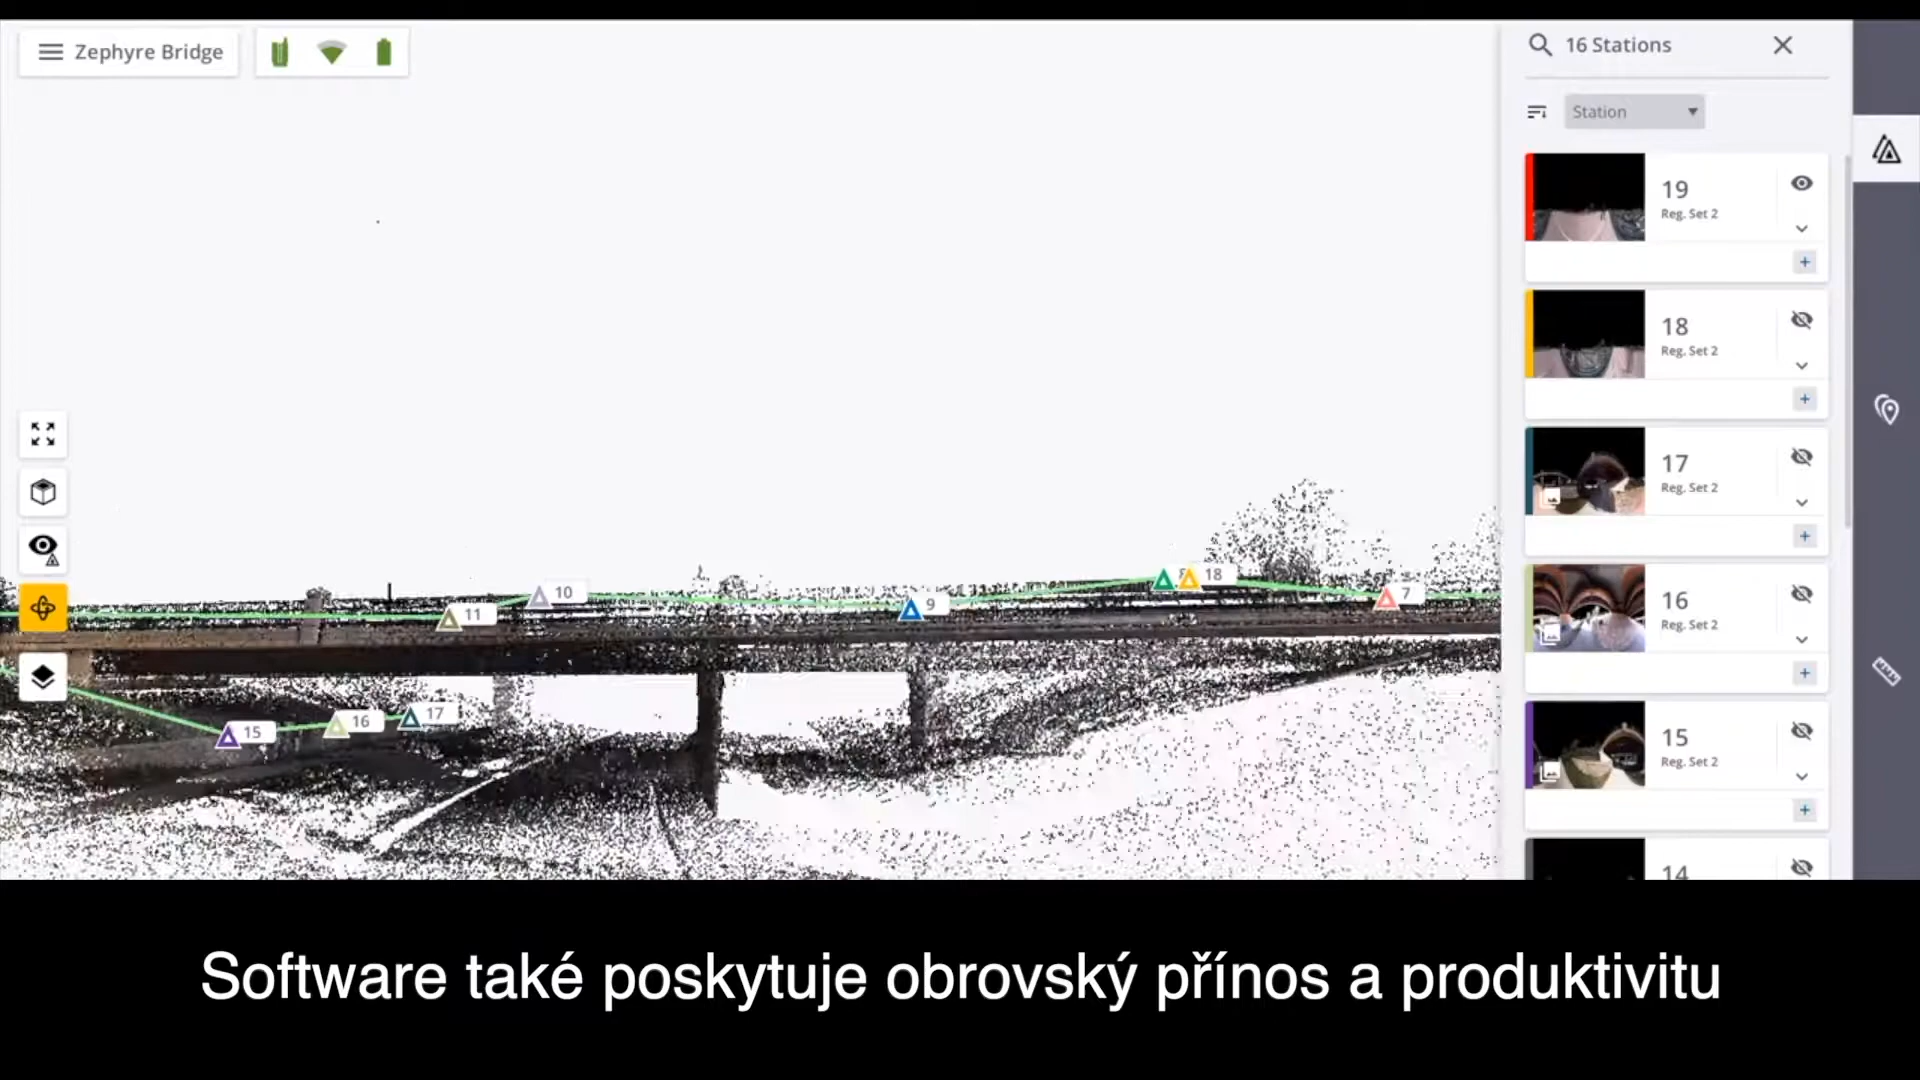 Zephyre Bridge
16 Stations
Station
19
Reg. Set 2
18
Reg. Set 2
17
Reg. Set 2
16
Reg. Set 2
15
Reg. Set 2
14
11
10
9
18
7
15
16
17
Software také poskytuje obrovský přínos a produktivitu